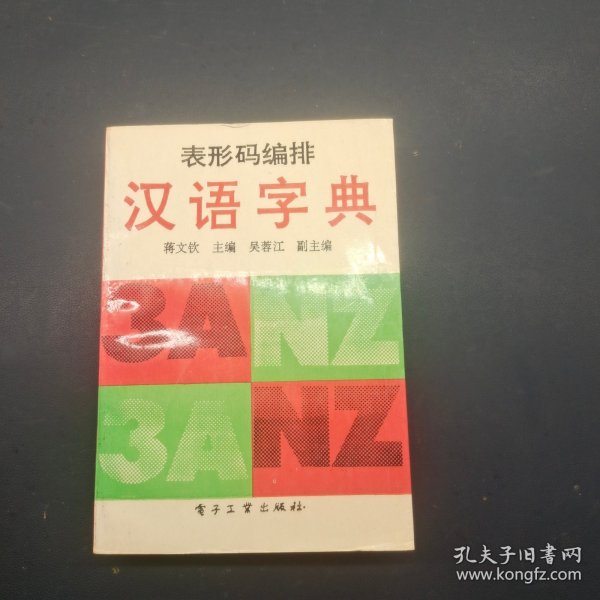 表形码编排
汉语字典
蒋文钦 主编 吴蓉江 副主编
3ANZ
3ANZ
電子工業出版社
孔夫子旧書网
www.kongfz.com